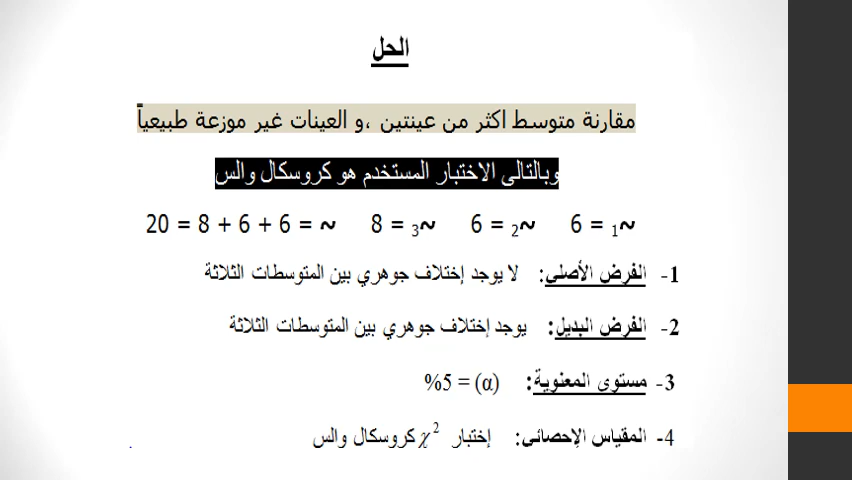 الحل
مقارنة متوسط اكثر من عينتين ،و العينات غير موزعة طبيعياً
وبالتالى الاختبار المستخدم هو كروسكال والس
~1 = 6 ~2 = 6 ~3 = 8 ~ = 6 + 6 + 8 = 20
1- الفرض الأصلي: لا يوجد إختلاف جوهري بين المتوسطات الثلاثة
2- الفرض البديل: يوجد إختلاف جوهري بين المتوسطات الثلاثة
3- مستوى المعنوية: (α) = 5%
4- المقياس الإحصائى: إختبار χ² كروسكال والس